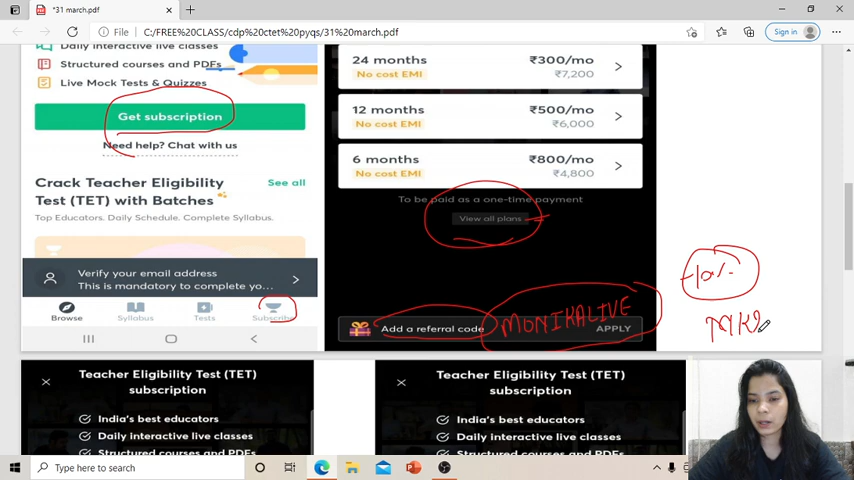 *31 march.pdf
File
C:/FREE%20CLASS/cdp%20ctet%20pyqs/31%20march.pdf
Sign in
Daily interactive live classes
Structured courses and PDFs
Live Mock Tests & Quizzes
Get subscription
Need help? Chat with us
Crack Teacher Eligibility
Test (TET) with Batches
See all
Top Educators. Daily Schedule. Complete Syllabus.
Verify your email address
This is mandatory to complete yo...
Browse
Syllabus
Tests
Subscribe
24 months
₹300/mo
No cost EMI
₹7,200
12 months
₹500/mo
No cost EMI
₹6,000
6 months
₹800/mo
No cost EMI
₹4,800
To be paid as a one-time payment
View all plans
Add a referral code
MONIKALIVE
APPLY
Teacher Eligibility Test (TET)
subscription
India's best educators
Daily interactive live classes
Structured courses and PDFs
Teacher Eligibility Test (TET)
subscription
India's best educators
Daily interactive live classes
Structured courses and PDFs
Type here to search